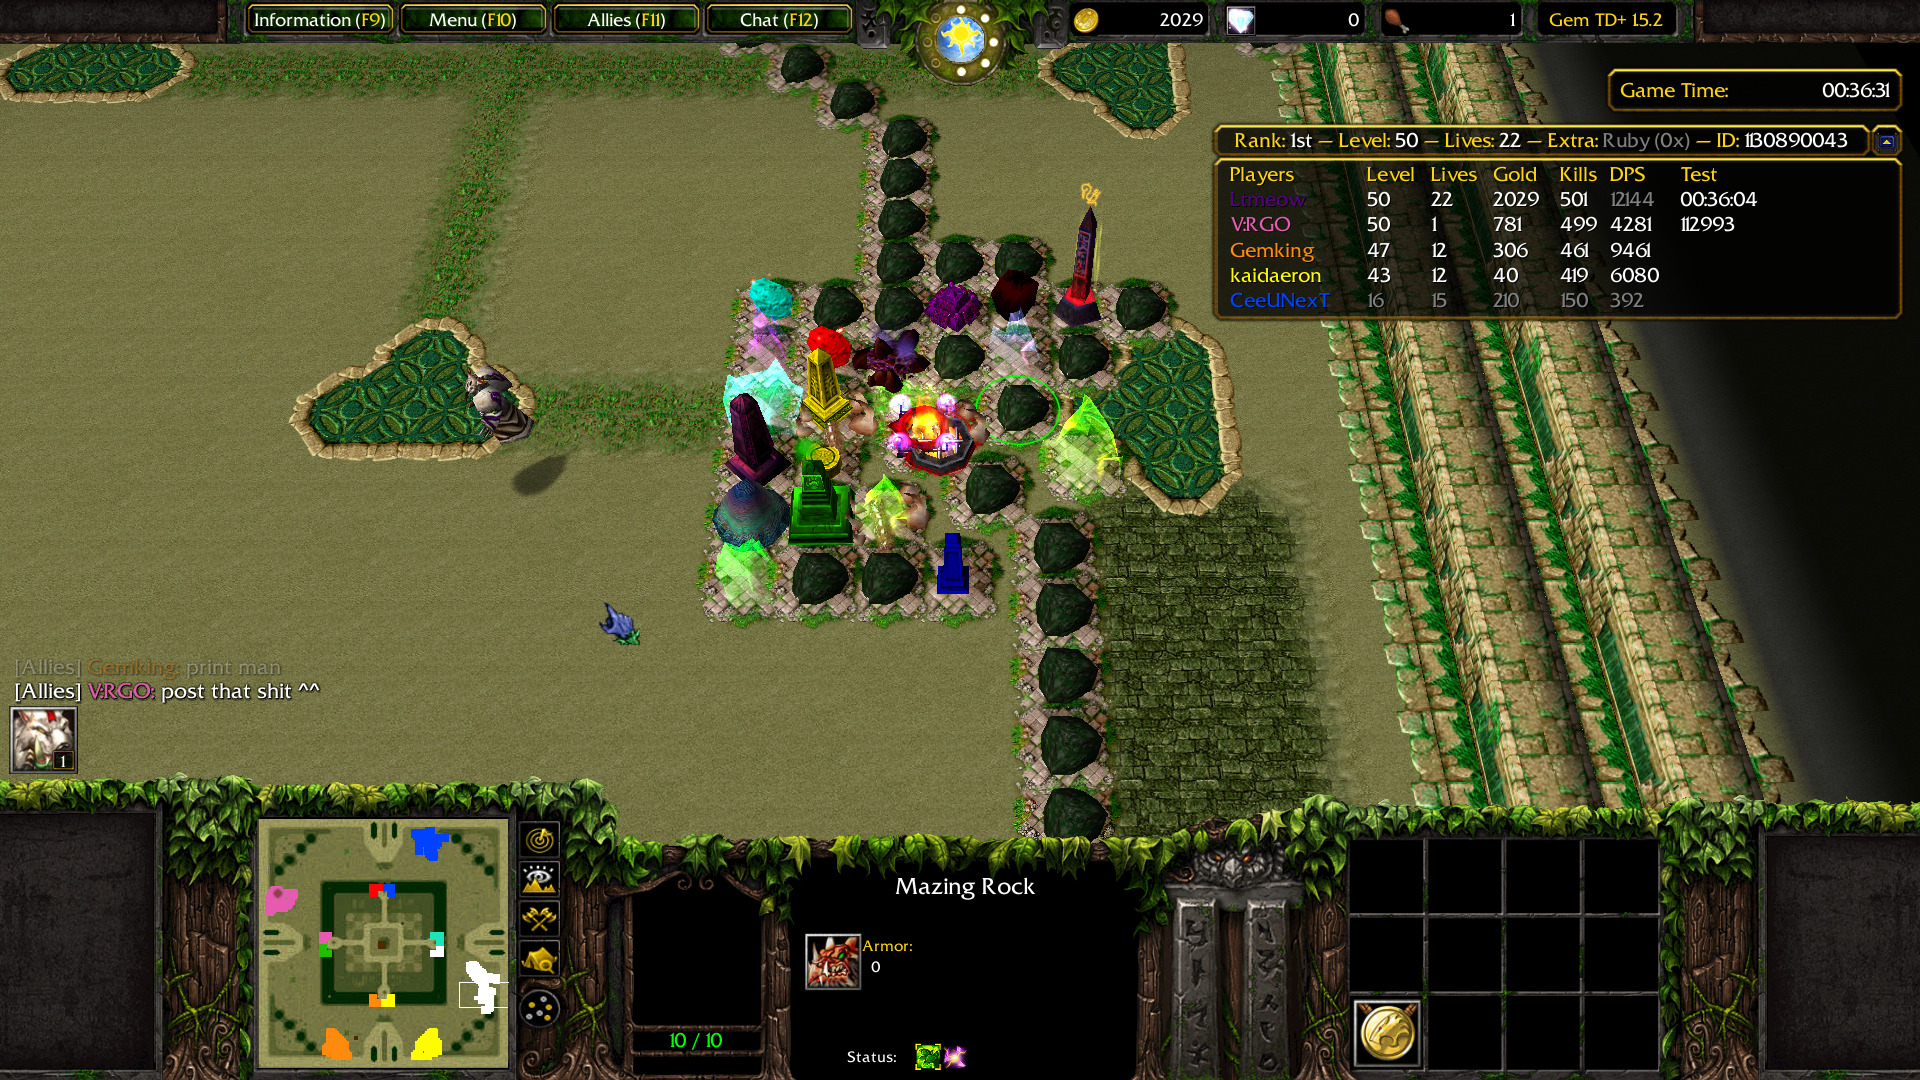 Information (F9) Menu (F10) Allies (F11) Chat (F12) 2029 0 1 Gem TD+ 15.2
Game Time: 00:36:31
Rank: 1st – Level: 50 – Lives: 22 – Extra: Ruby (0x) – ID: 1130890043
Players Level Lives Gold Kills DPS Test
Ltmeow 50 22 2029 501 12144 00:36:04
V:RGO 50 1 781 499 4281 112993
Gemking 47 12 306 461 9461
kaidaeron 43 12 40 419 6080
CeeUNexT 16 15 210 150 392
[Allies] Gemking: print man
[Allies] V:RGO: post that shit ^^
1
Mazing Rock
Armor:
0
10 / 10
Status: